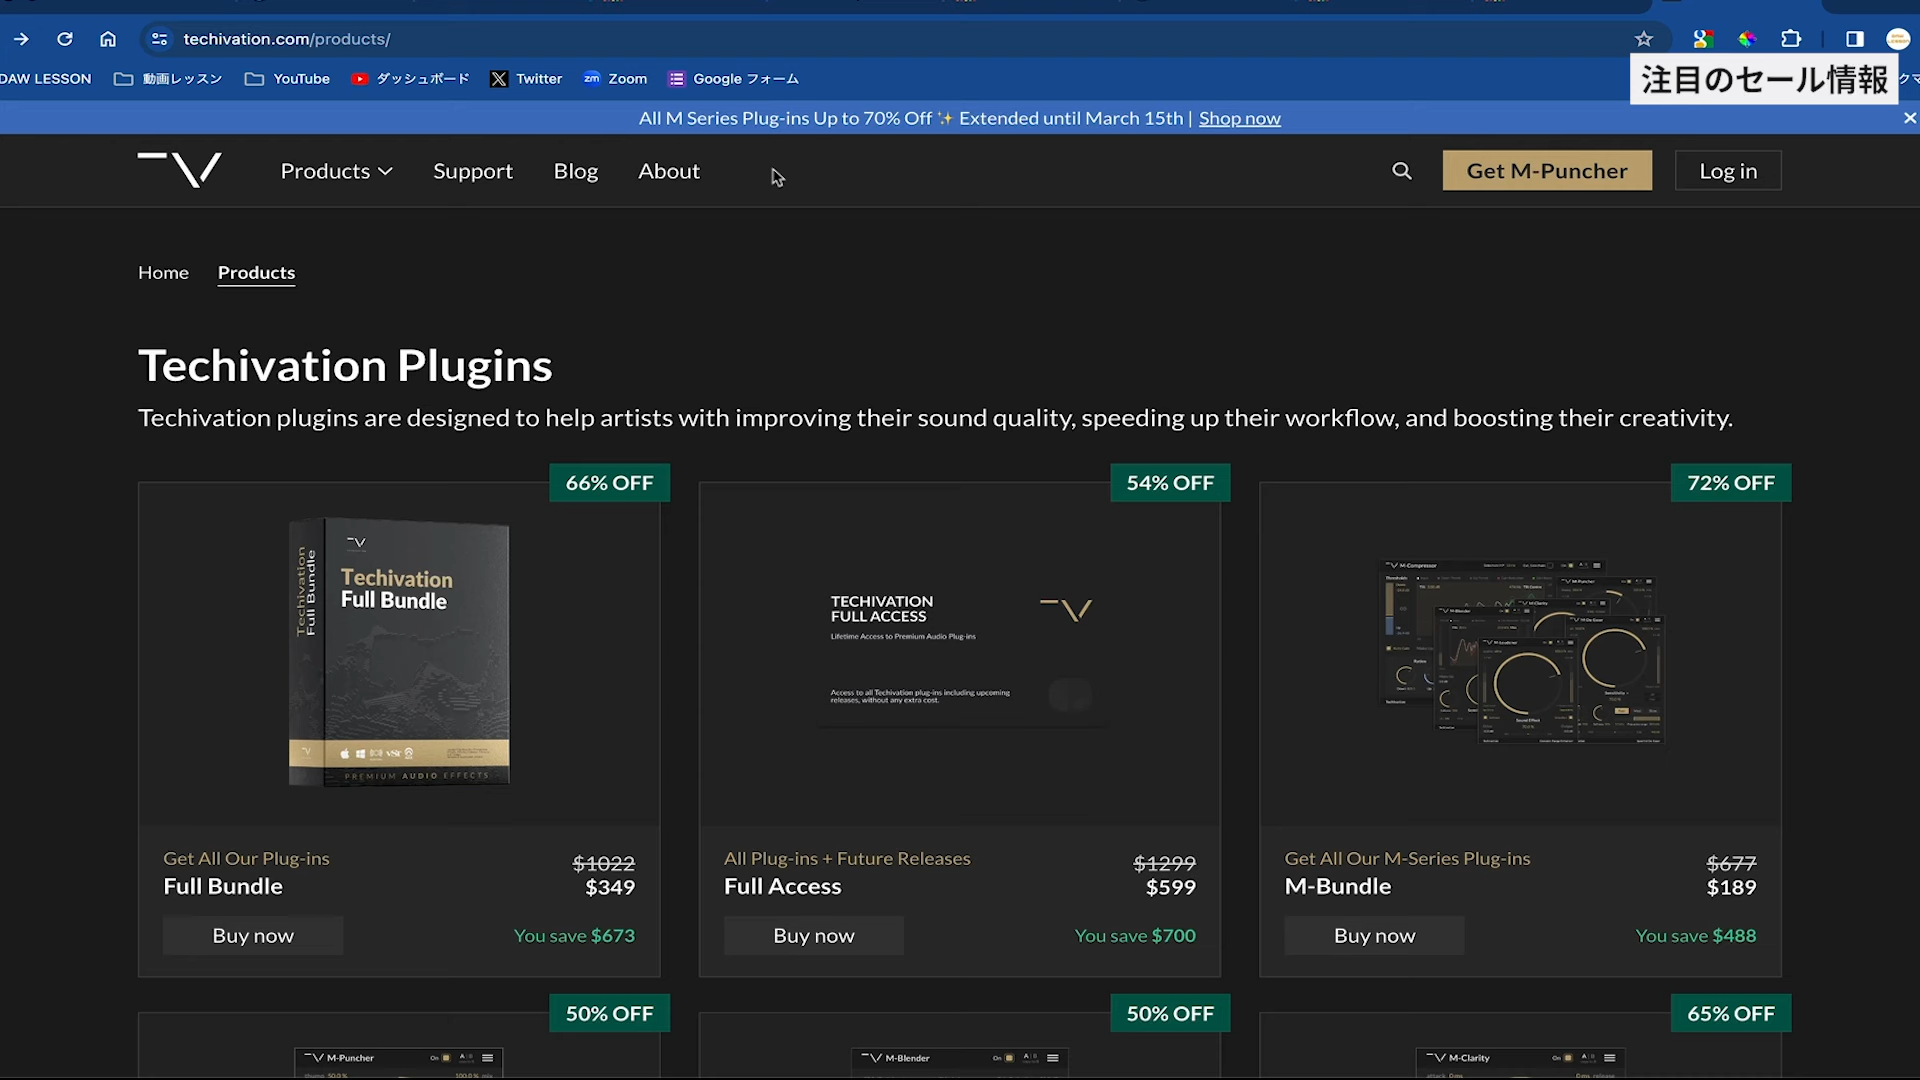 techivation.com/products/
DAW LESSON
動画レッスン
YouTube
ダッシュボード
Twitter
zm
Zoom
Google フォーム
注目のセール情報
All M Series Plug-ins Up to 70% Off ✨ Extended until March 15th | Shop now
Products
Support
Blog
About
Get M-Puncher
Log in
Home
Products
Techivation Plugins
Techivation plugins are designed to help artists with improving their sound quality, speeding up their workflow, and boosting their creativity.
66% OFF
54% OFF
72% OFF
Techivation
Full Bundle
Techivation
Full Bundle
PREMIUM AUDIO EFFECTS
TECHIVATION
FULL ACCESS
Lifetime Access to Premium Audio Plug-ins
Access to all Techivation plug-ins including upcoming
releases, without any extra cost.
M-Compressor
M-Puncher
M-Clarity
M-Blender
Get All Our Plug-ins
$1022
Full Bundle
$349
Buy now
You save $673
All Plug-ins + Future Releases
$1299
Full Access
$599
Buy now
You save $700
Get All Our M-Series Plug-ins
$677
M-Bundle
$189
Buy now
You save $488
50% OFF
50% OFF
65% OFF
M-Puncher
On
M-Blender
On
M-Clarity
On